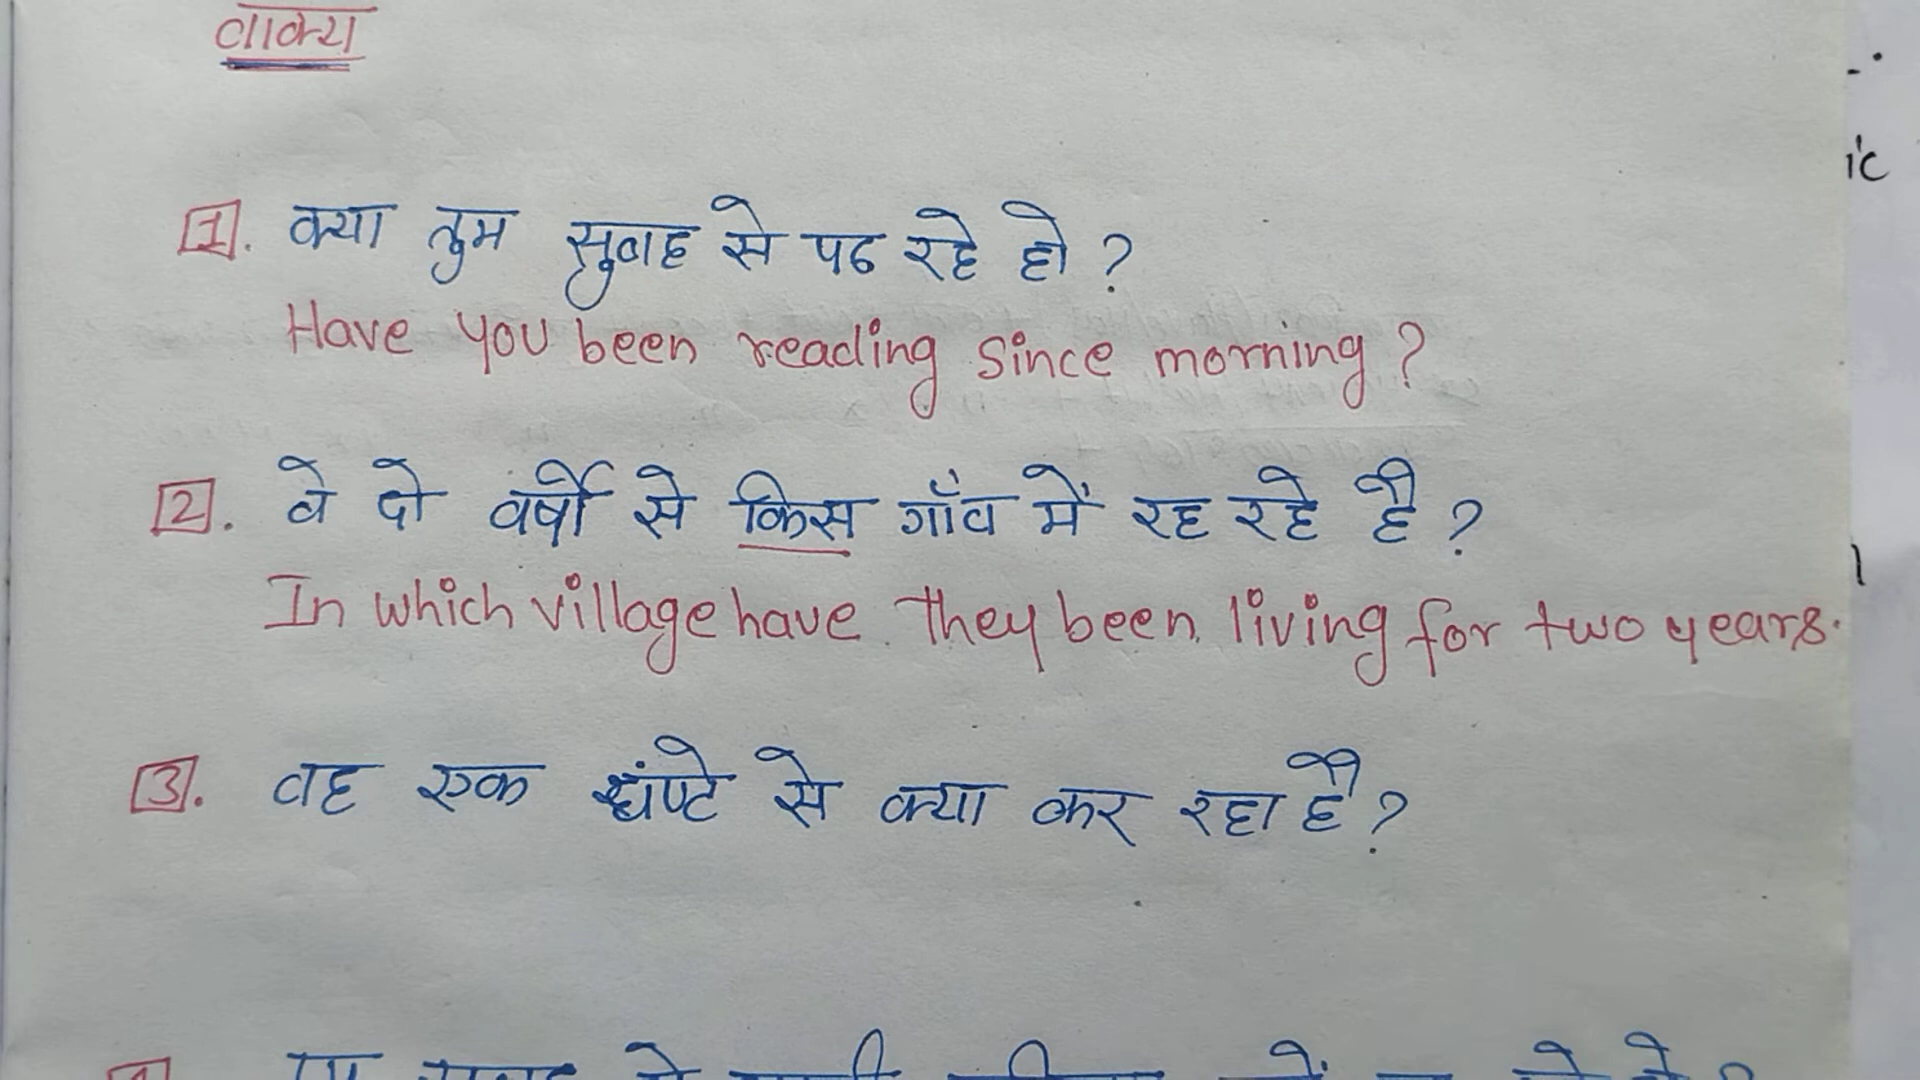 वाक्य
1. क्या तुम सुबह से पढ रहे हो ?
Have you been reading since morning ?
2. वे दो वर्षो से किस गाँव में रह रहे है ?
In which village have they been living for two years.
3. वह एक घंण्टे से क्या कर रहा है ?